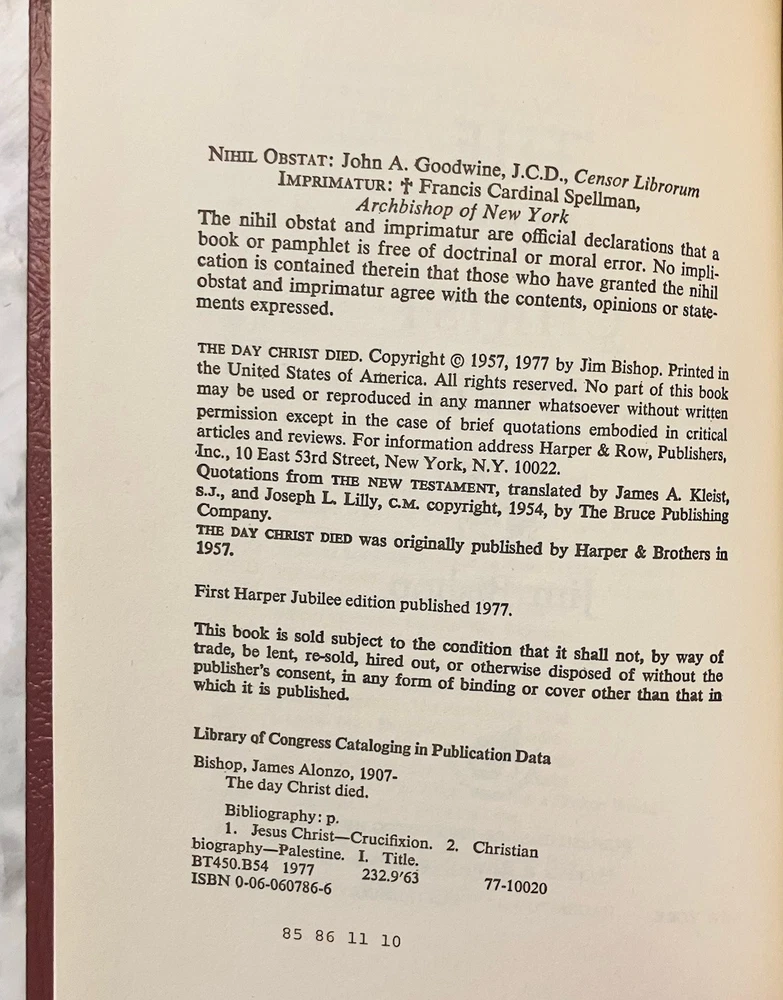 NIHIL OBSTAT: John A. Goodwine, J.C.D., Censor Librorum
IMPRIMATUR: ✝ Francis Cardinal Spellman,
Archbishop of New York
The nihil obstat and imprimatur are official declarations that a
book or pamphlet is free of doctrinal or moral error. No impli-
cation is contained therein that those who have granted the nihil
obstat and imprimatur agree with the contents, opinions or state-
ments expressed.
THE DAY CHRIST DIED. Copyright © 1957, 1977 by Jim Bishop. Printed in
the United States of America. All rights reserved. No part of this book
may be used or reproduced in any manner whatsoever without written
permission except in the case of brief quotations embodied in critical
articles and reviews. For information address Harper & Row, Publishers,
Inc., 10 East 53rd Street, New York, N.Y. 10022.
Quotations from THE NEW TESTAMENT, translated by James A. Kleist,
S.J., and Joseph L. Lilly, C.M. copyright, 1954, by The Bruce Publishing
Company.
THE DAY CHRIST DIED was originally published by Harper & Brothers in
1957.
First Harper Jubilee edition published 1977.
This book is sold subject to the condition that it shall not, by way of
trade, be lent, re-sold, hired out, or otherwise disposed of without the
publisher's consent, in any form of binding or cover other than that in
which it is published.
Library of Congress Cataloging in Publication Data
Bishop, James Alonzo, 1907-
The day Christ died.
Bibliography: p.
1. Jesus Christ—Crucifixion. 2. Christian
biography—Palestine. I. Title.
BT450.B54 1977 232.9'63 77-10020
ISBN 0-06-060786-6
85 86 11 10